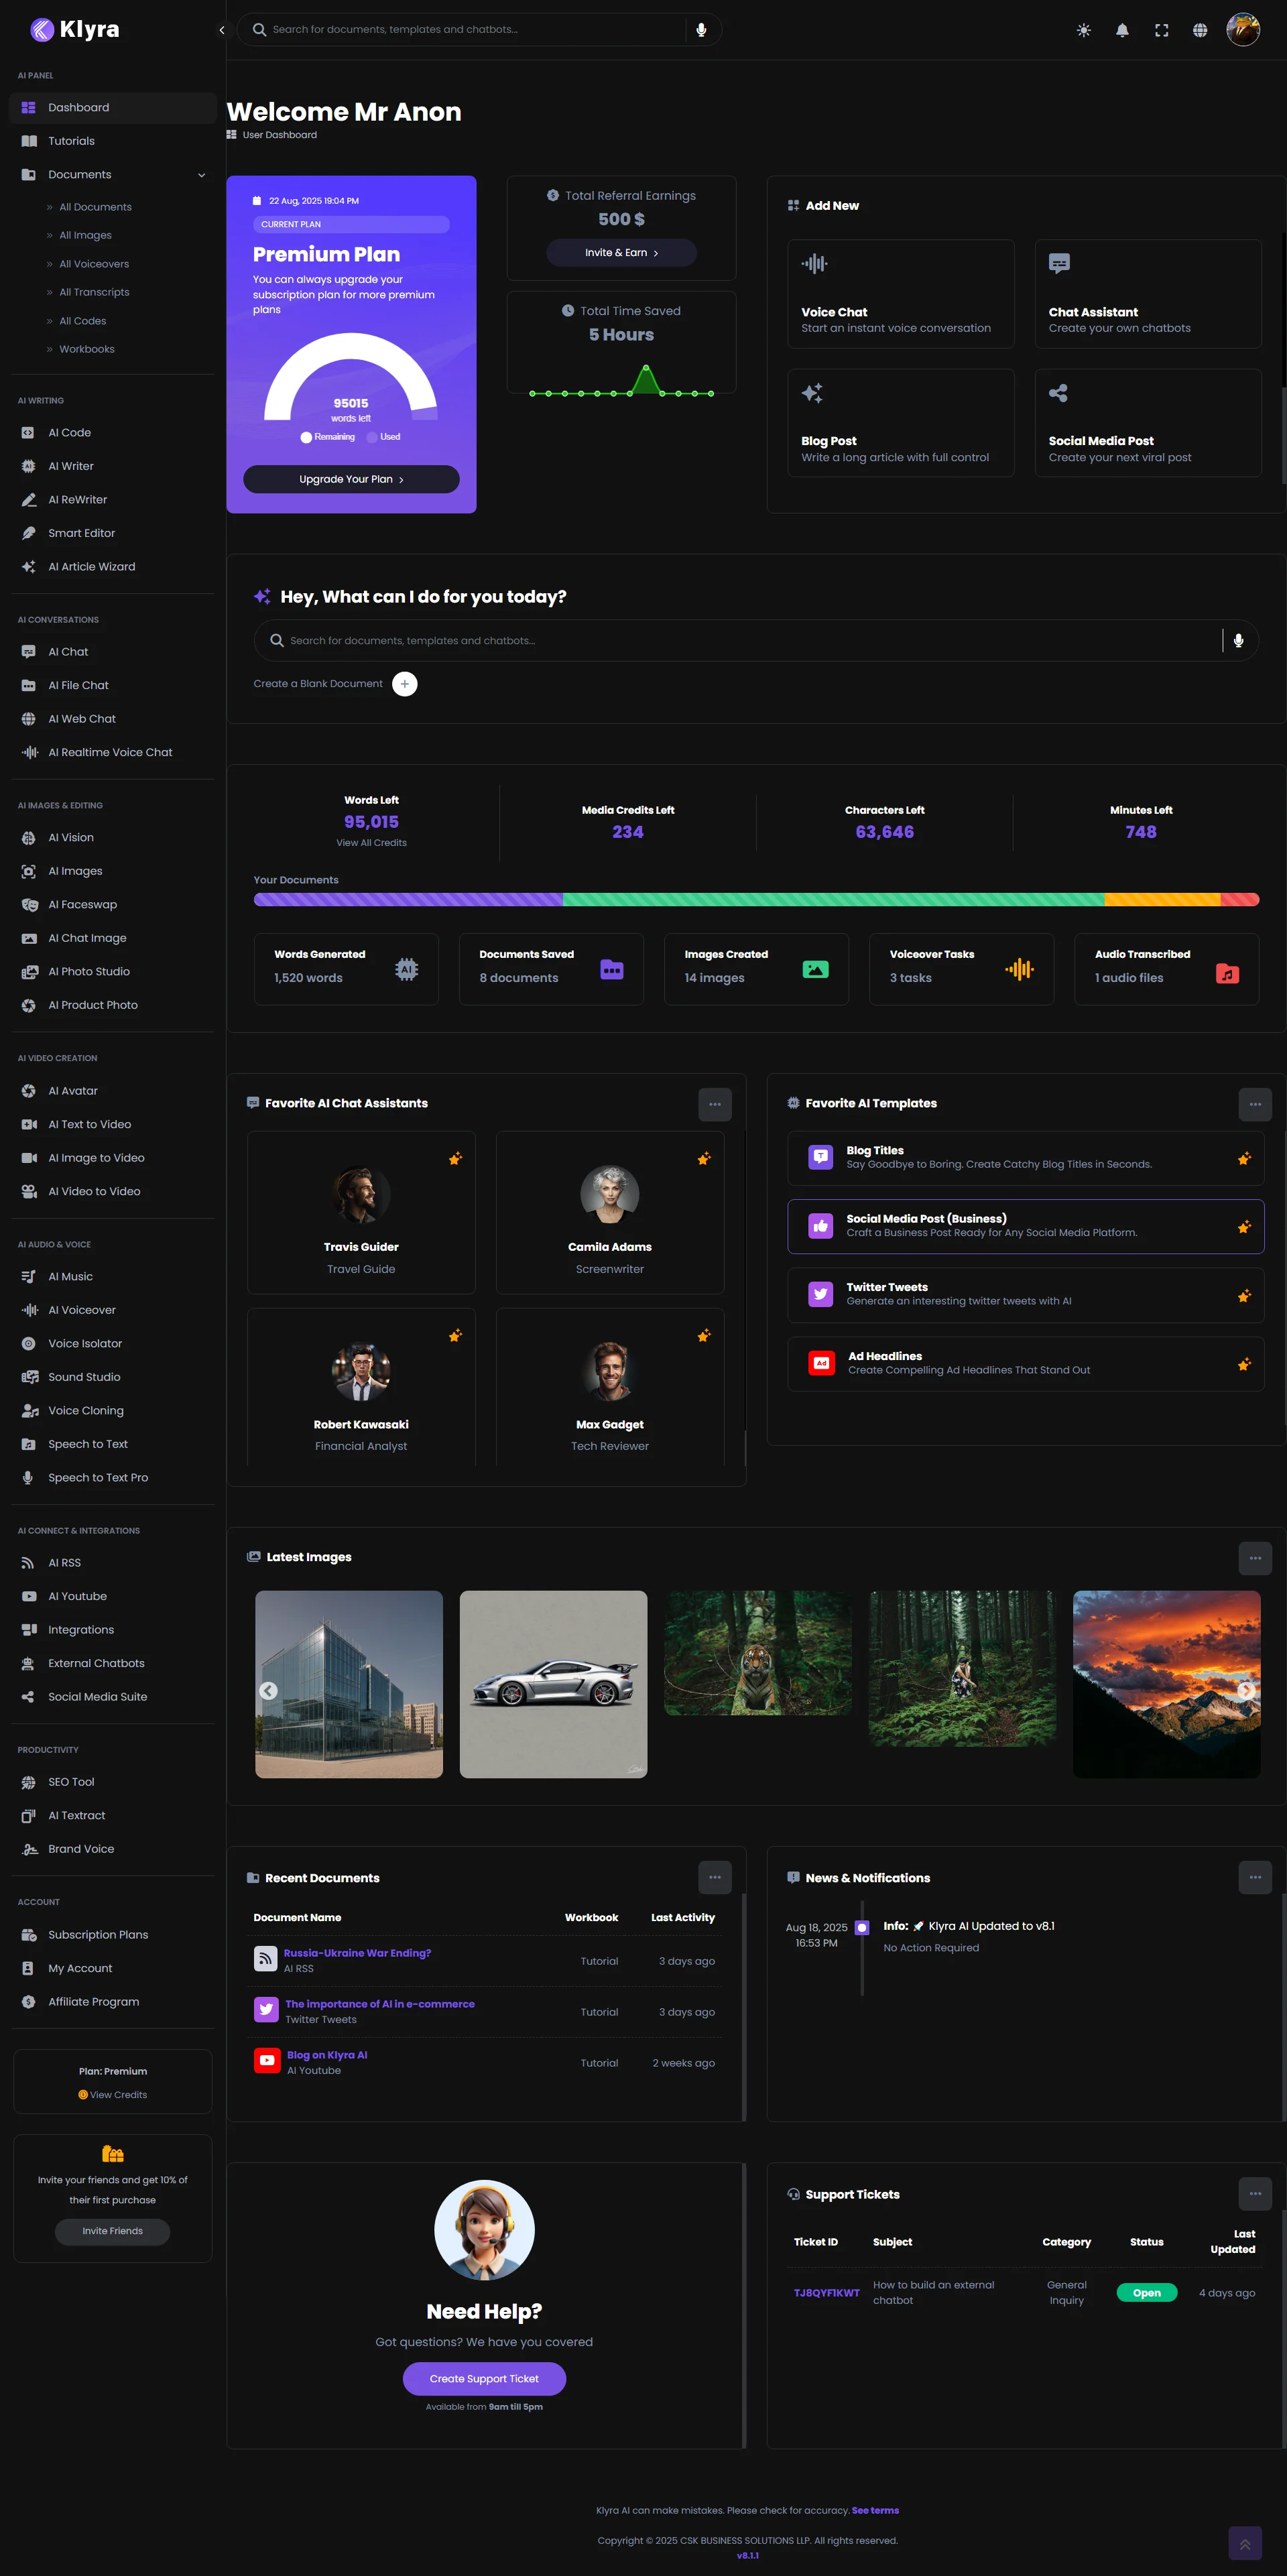 Klyra
Search for documents, templates and chatbots...
AI PANEL
Dashboard
Tutorials
Documents
All Documents
All Images
All Voiceovers
All Transcripts
All Codes
Workbooks
AI WRITING
AI Code
AI Writer
AI ReWriter
Smart Editor
AI Article Wizard
AI CONVERSATIONS
AI Chat
AI File Chat
AI Web Chat
AI Realtime Voice Chat
AI IMAGES & EDITING
AI Vision
AI Images
AI Faceswap
AI Chat Image
AI Photo Studio
AI Product Photo
AI VIDEO CREATION
AI Avatar
AI Text to Video
AI Image to Video
AI Video to Video
AI AUDIO & VOICE
AI Music
AI Voiceover
Voice Isolator
Sound Studio
Voice Cloning
Speech to Text
Speech to Text Pro
AI CONNECT & INTEGRATIONS
AI RSS
AI Youtube
Integrations
External Chatbots
Social Media Suite
PRODUCTIVITY
SEO Tool
AI Textract
Brand Voice
ACCOUNT
Subscription Plans
My Account
Affiliate Program
Plan: Premium
View Credits
Invite your friends and get 10% of
their first purchase
Invite Friends
Welcome Mr Anon
User Dashboard
22 Aug, 2025 19:04 PM
CURRENT PLAN
Premium Plan
You can always upgrade your
subscription plan for more premium
plans
95015
words left
Remaining Used
Upgrade Your Plan
Total Referral Earnings
500 $
Invite & Earn
Total Time Saved
5 Hours
Add New
Voice Chat
Start an instant voice conversation
Chat Assistant
Create your own chatbots
Blog Post
Write a long article with full control
Social Media Post
Create your next viral post
Hey, What can I do for you today?
Search for documents, templates and chatbots...
Create a Blank Document
Words Left
95,015
View All Credits
Media Credits Left
234
Characters Left
63,646
Minutes Left
748
Your Documents
Words Generated
1,520 words
AI
Documents Saved
8 documents
Images Created
14 images
Voiceover Tasks
3 tasks
Audio Transcribed
1 audio files
Favorite AI Chat Assistants
Travis Guider
Travel Guide
Camila Adams
Screenwriter
Robert Kawasaki
Financial Analyst
Max Gadget
Tech Reviewer
Favorite AI Templates
Blog Titles
Say Goodbye to Boring. Create Catchy Blog Titles in Seconds.
Social Media Post (Business)
Craft a Business Post Ready for Any Social Media Platform.
Twitter Tweets
Generate an interesting twitter tweets with AI
Ad
Ad Headlines
Create Compelling Ad Headlines That Stand Out
Latest Images
Recent Documents
Document Name Workbook Last Activity
Russia-Ukraine War Ending?
AI RSS
Tutorial 3 days ago
The importance of AI in e-commerce
Twitter Tweets
Tutorial 3 days ago
Blog on Klyra AI
AI Youtube
Tutorial 2 weeks ago
News & Notifications
Aug 18, 2025
16:53 PM
Info: 🚀 Klyra AI Updated to v8.1
No Action Required
Need Help?
Got questions? We have you covered
Create Support Ticket
Available from 9am till 5pm
Support Tickets
Ticket ID Subject Category Status Last
Updated
TJ8QYF1KWT How to build an external
chatbot
General
Inquiry
Open 4 days ago
Klyra AI can make mistakes. Please check for accuracy. See terms
Copyright © 2025 CSK BUSINESS SOLUTIONS LLP. All rights reserved.
v8.1.1